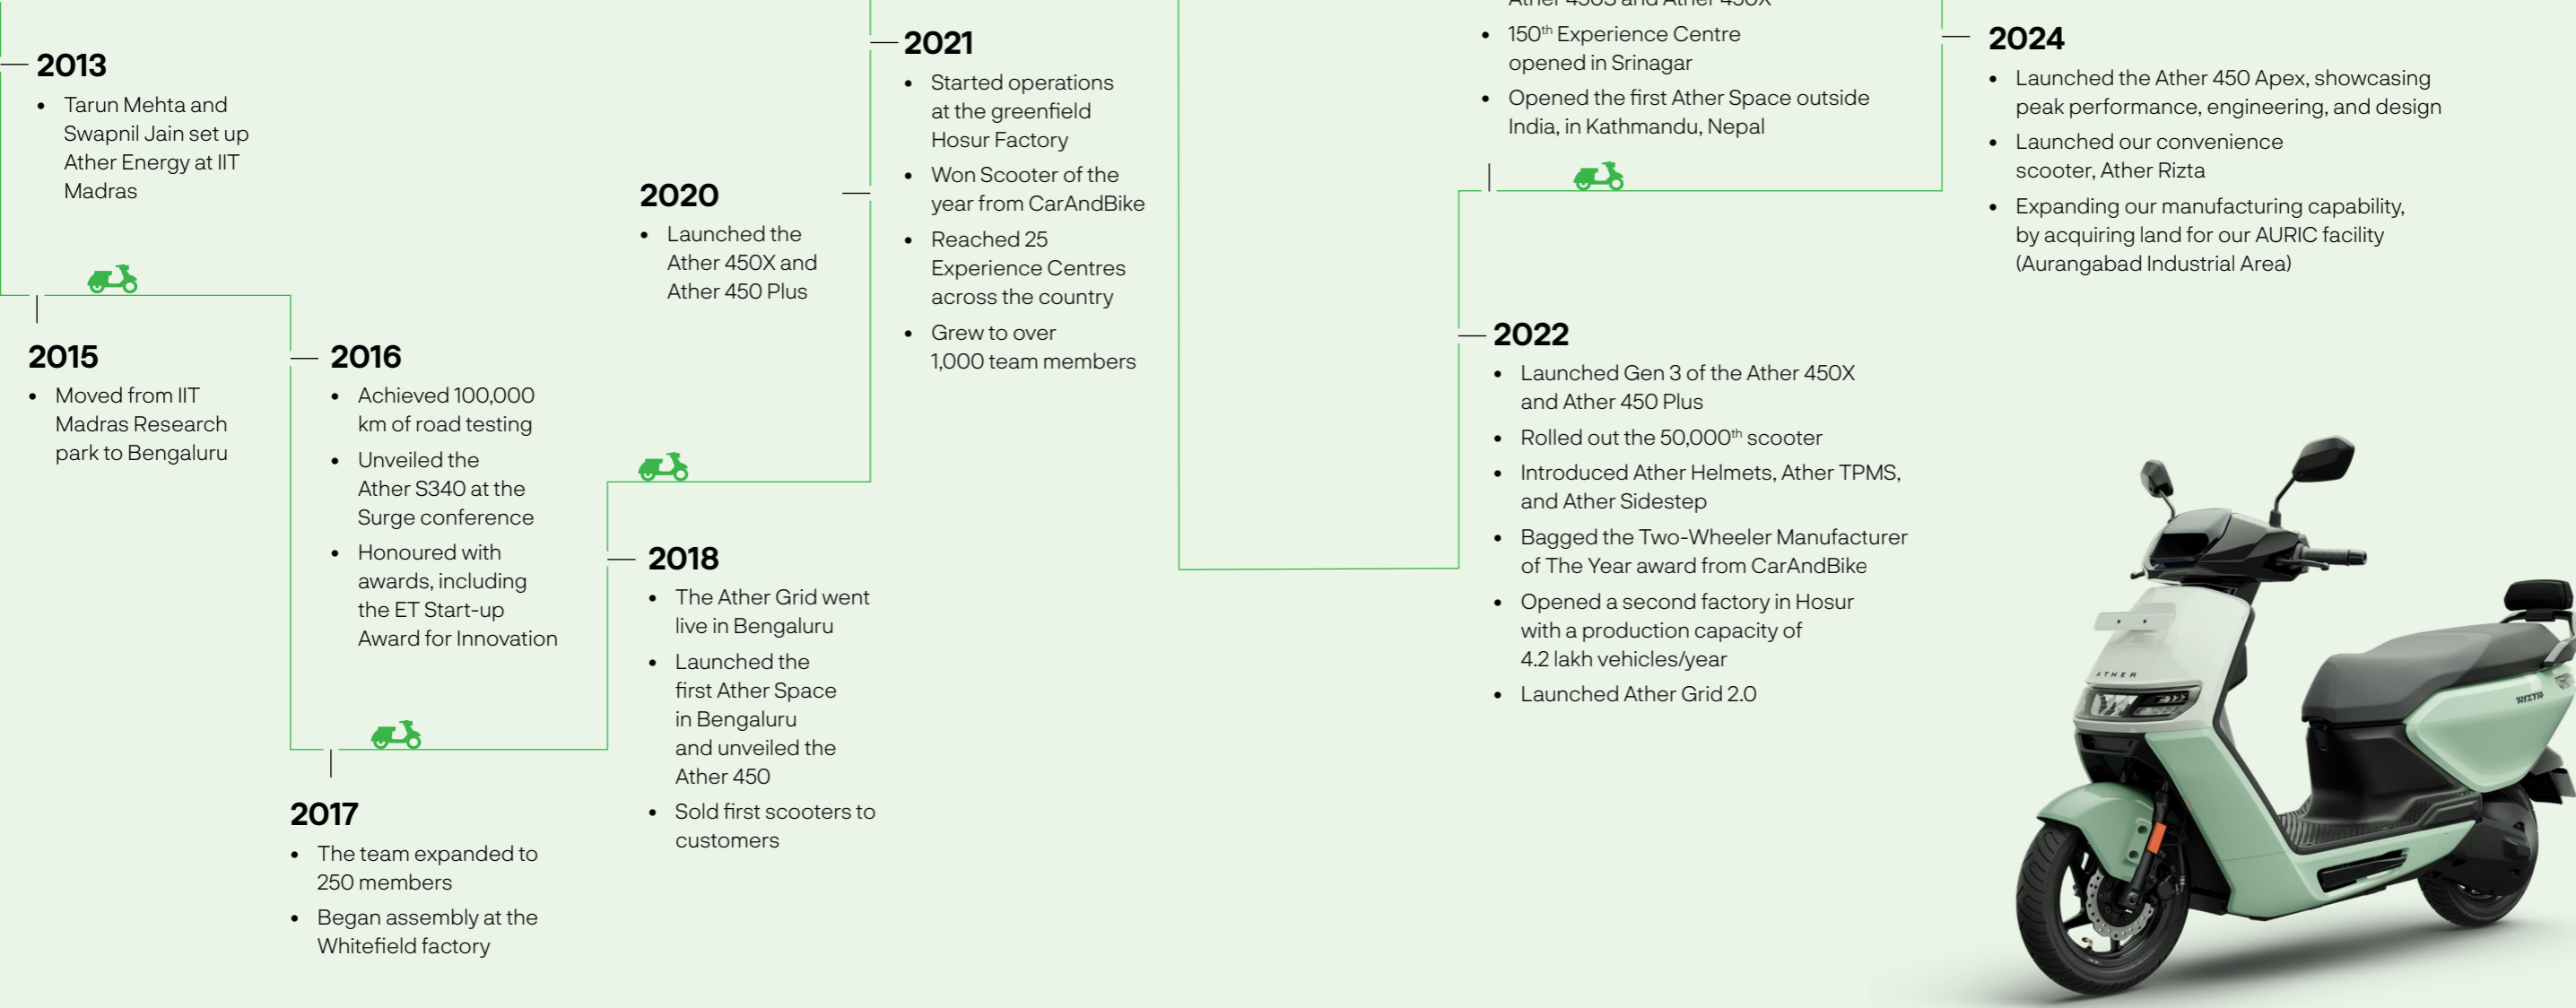 2013
• Tarun Mehta and
Swapnil Jain set up
Ather Energy at IIT
Madras
2015
• Moved from IIT
Madras Research
park to Bengaluru
2016
• Achieved 100,000
km of road testing
• Unveiled the
Ather S340 at the
Surge conference
• Honoured with
awards, including
the ET Start-up
Award for Innovation
2017
• The team expanded to
250 members
• Began assembly at the
Whitefield factory
2018
• The Ather Grid went
live in Bengaluru
• Launched the
first Ather Space
in Bengaluru
and unveiled the
Ather 450
• Sold first scooters to
customers
2020
• Launched the
Ather 450X and
Ather 450 Plus
2021
• Started operations
at the greenfield
Hosur Factory
• Won Scooter of the
year from CarAndBike
• Reached 25
Experience Centres
across the country
• Grew to over
1,000 team members
2022
• Launched Gen 3 of the Ather 450X
and Ather 450 Plus
• Rolled out the 50,000th scooter
• Introduced Ather Helmets, Ather TPMS,
and Ather Sidestep
• Bagged the Two-Wheeler Manufacturer
of The Year award from CarAndBike
• Opened a second factory in Hosur
with a production capacity of
4.2 lakh vehicles/year
• Launched Ather Grid 2.0
Ather 450S and Ather 450X
• 150th Experience Centre
opened in Srinagar
• Opened the first Ather Space outside
India, in Kathmandu, Nepal
2024
• Launched the Ather 450 Apex, showcasing
peak performance, engineering, and design
• Launched our convenience
scooter, Ather Rizta
• Expanding our manufacturing capability,
by acquiring land for our AURIC facility
(Aurangabad Industrial Area)
ATHER
RIZTA